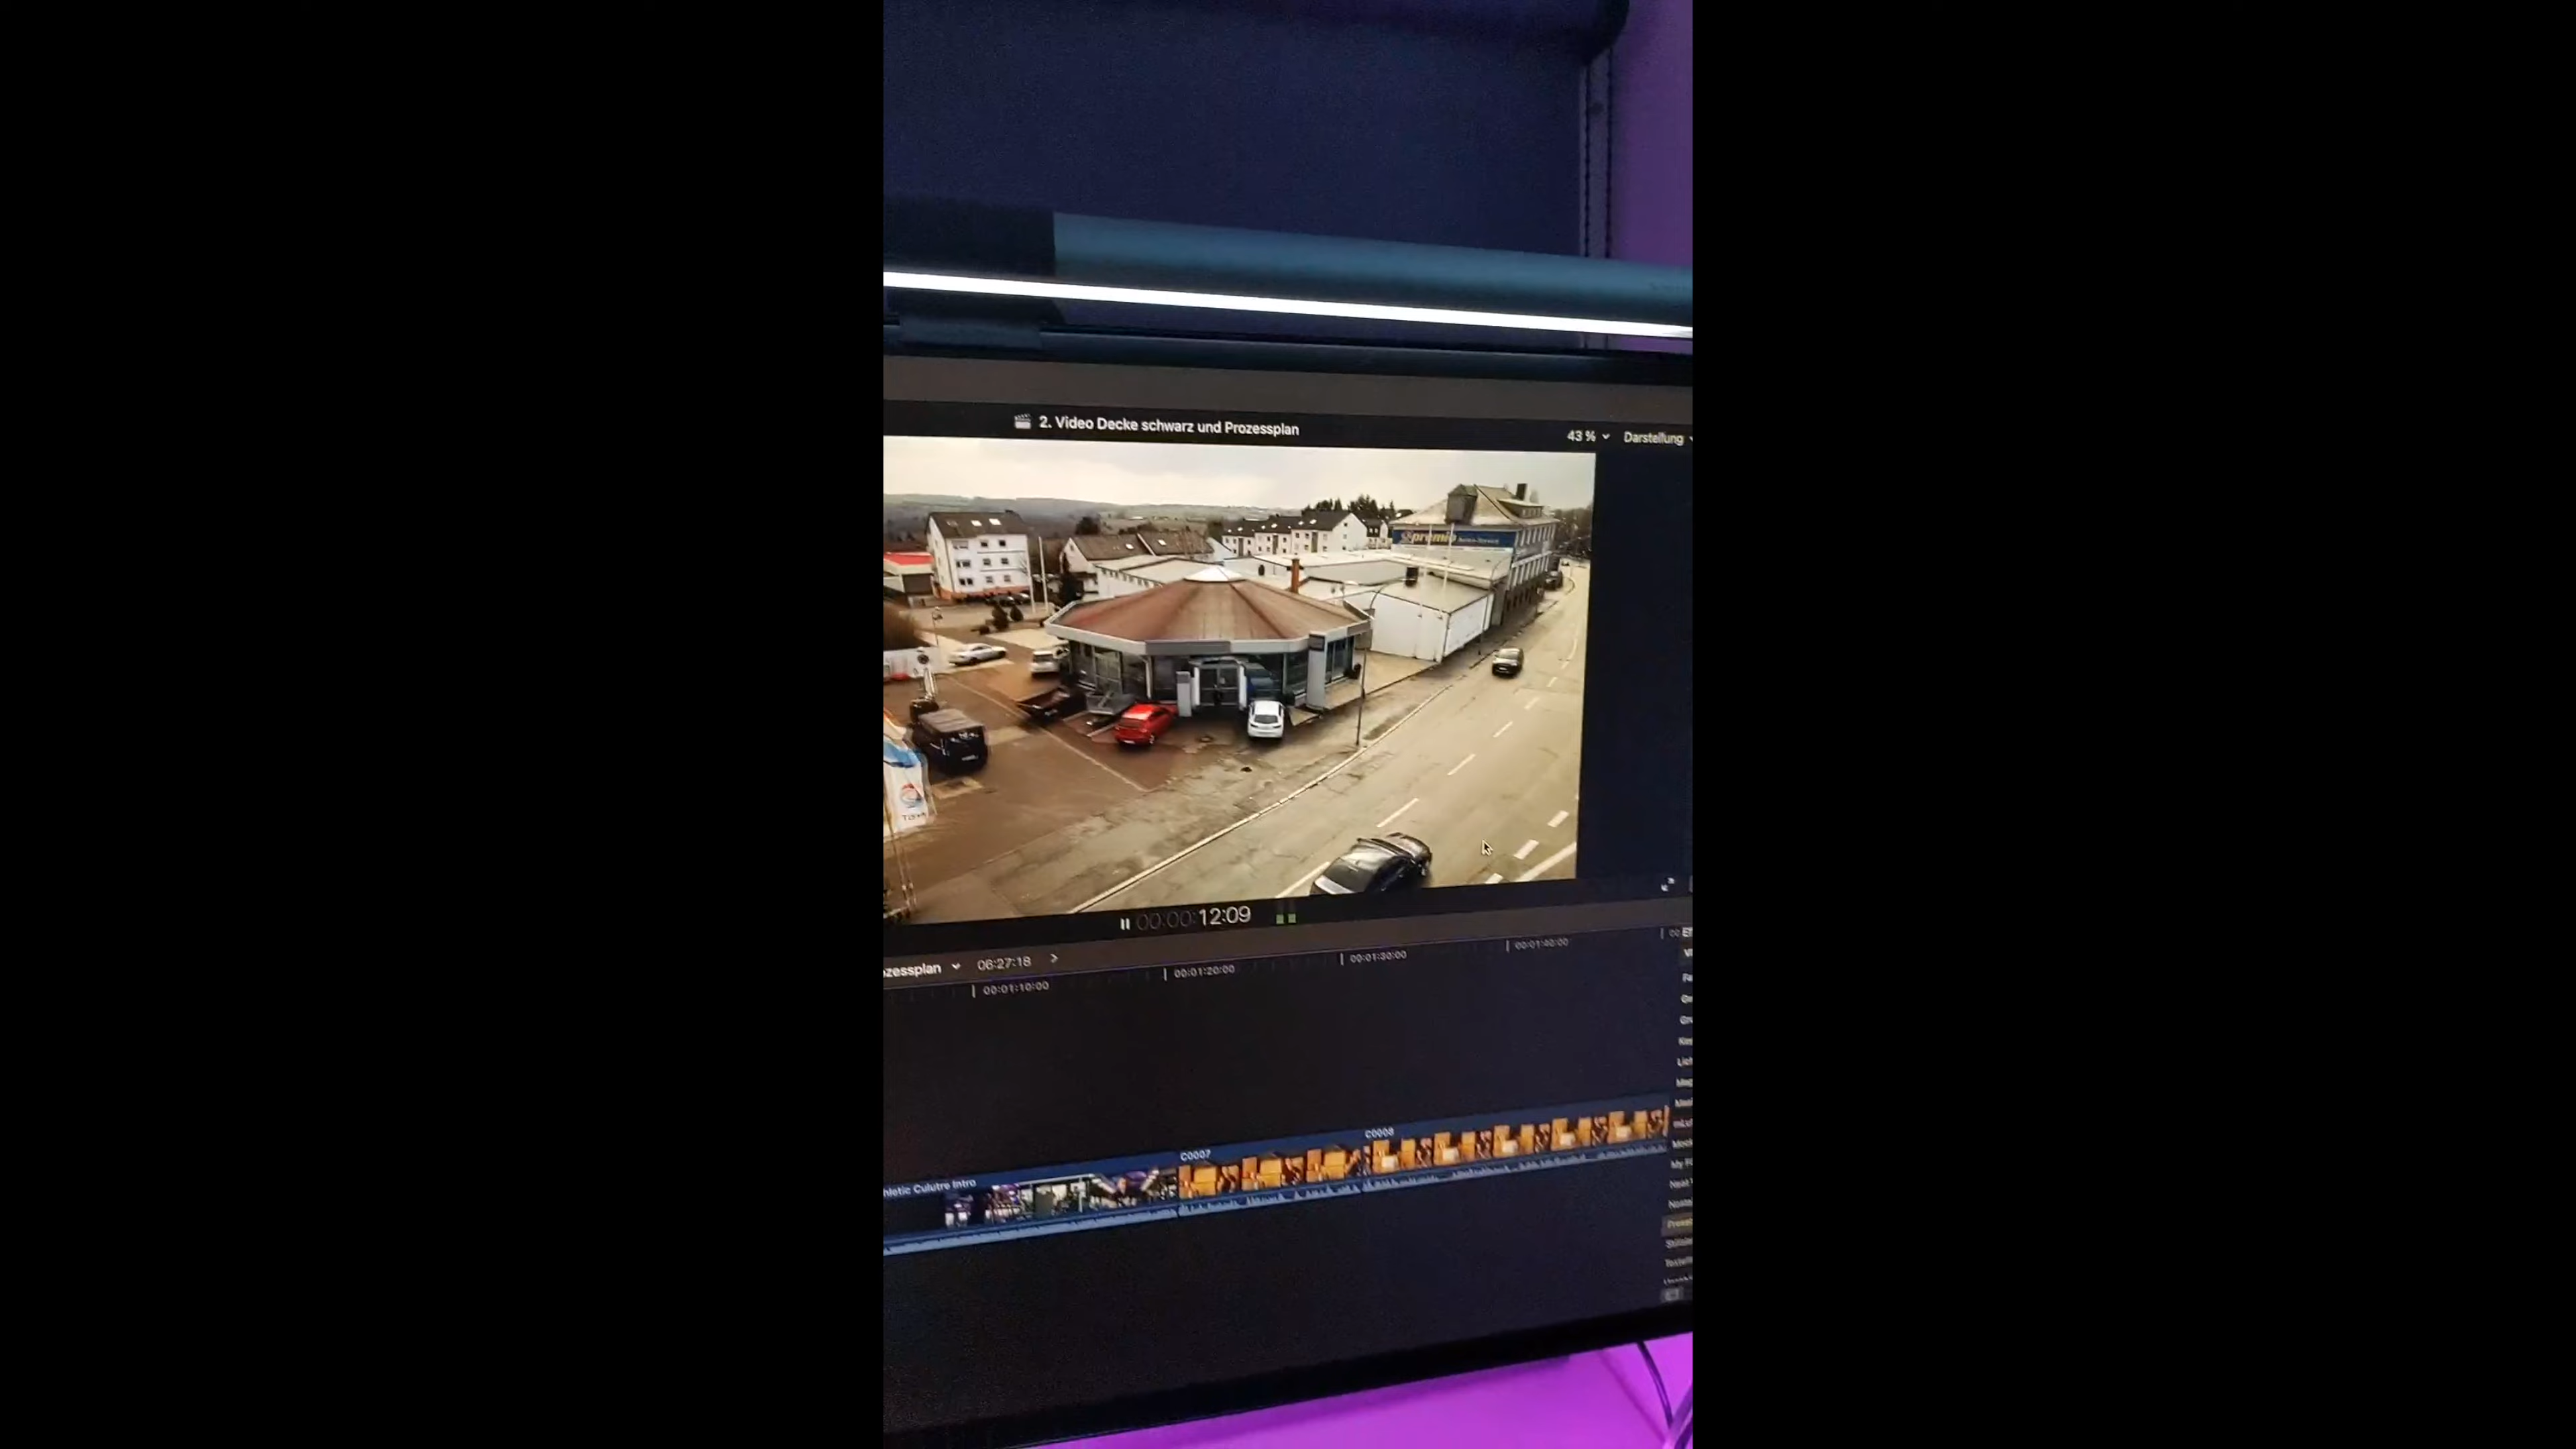 2. Video Decke schwarz und Prozessplan
43 %
Darstellung
premio
00:00:12:09
zessplan
06:27:18
00:01:10:00
00:01:20:00
00:01:30:00
00:01:40:00
hletic Culutre Intro
C0007
C0008